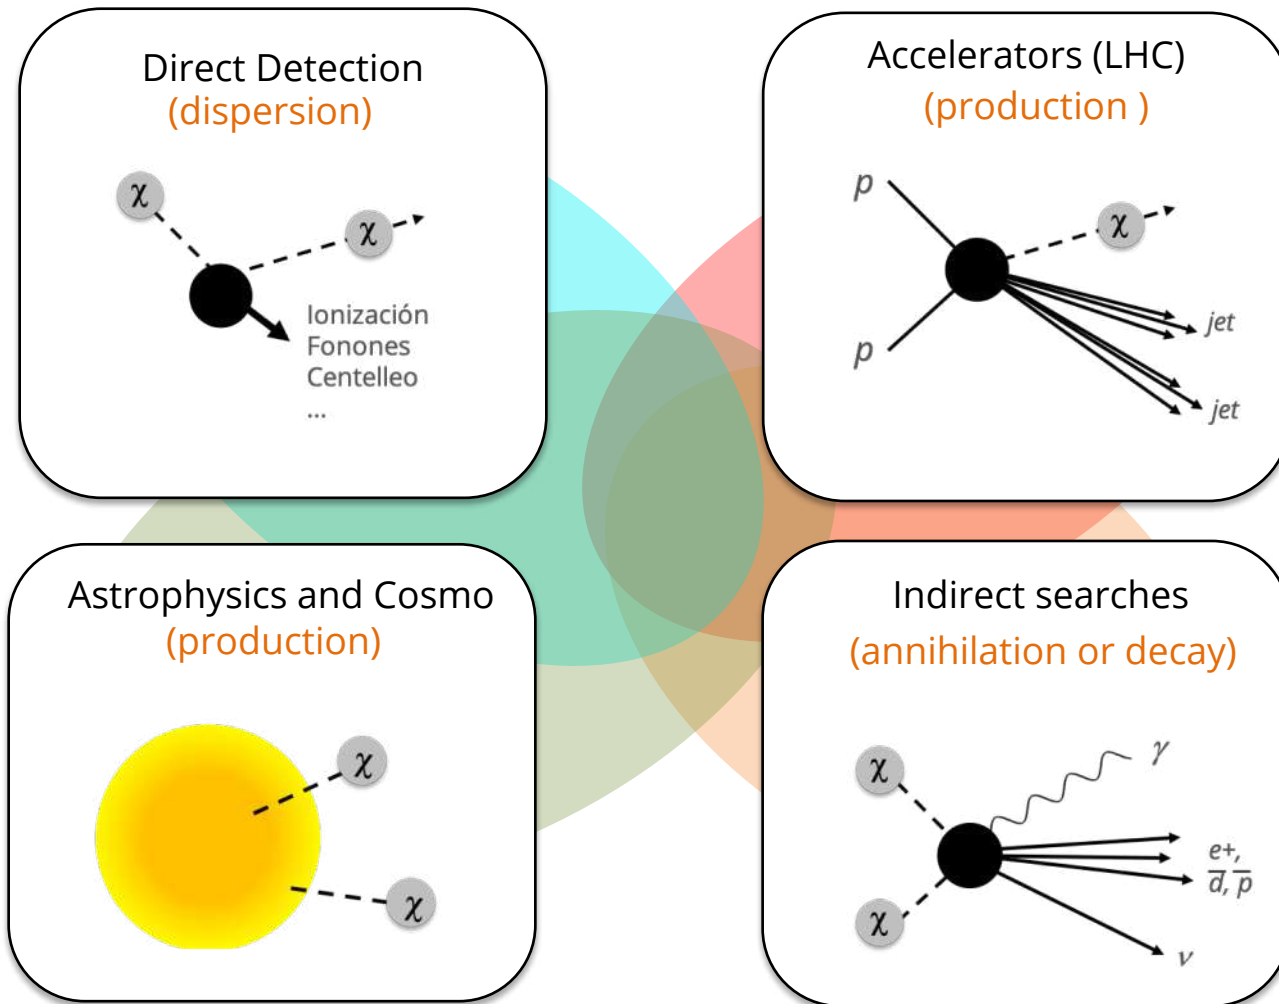 Direct Detection
(dispersion)
χ
χ
Ionización
Fonones
Centelleo
...
Accelerators (LHC)
(production )
p
χ
p
jet
jet
Astrophysics and Cosmo
(production)
χ
χ
Indirect searches
(annihilation or decay)
χ
γ
e+,
d̅, p̅
χ
ν